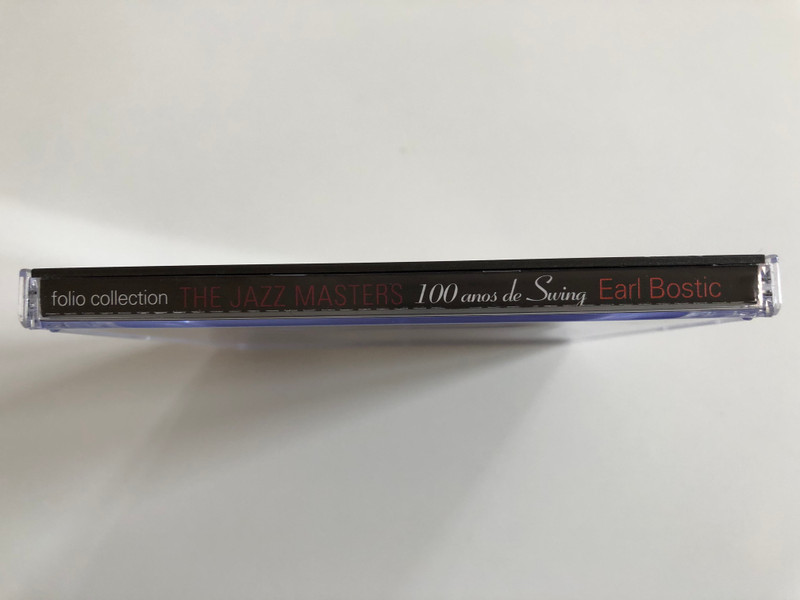 folio collection THE JAZZ MASTERS 100 anos de Swing Earl Bostic